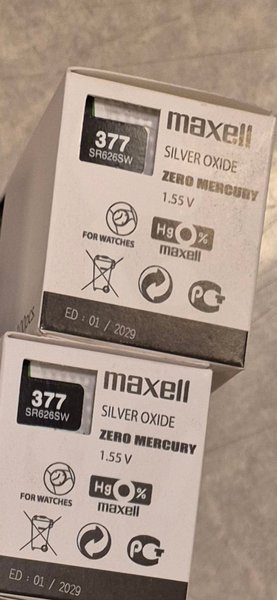 377
SR626SW
maxell
SILVER OXIDE
ZERO MERCURY
1.55 V
FOR WATCHES
Hg 0 %
maxell
ED : 01 / 2029
377
SR626SW
maxell
SILVER OXIDE
ZERO MERCURY
1.55 V
FOR WATCHES
Hg 0 %
maxell
ED : 01 / 2029